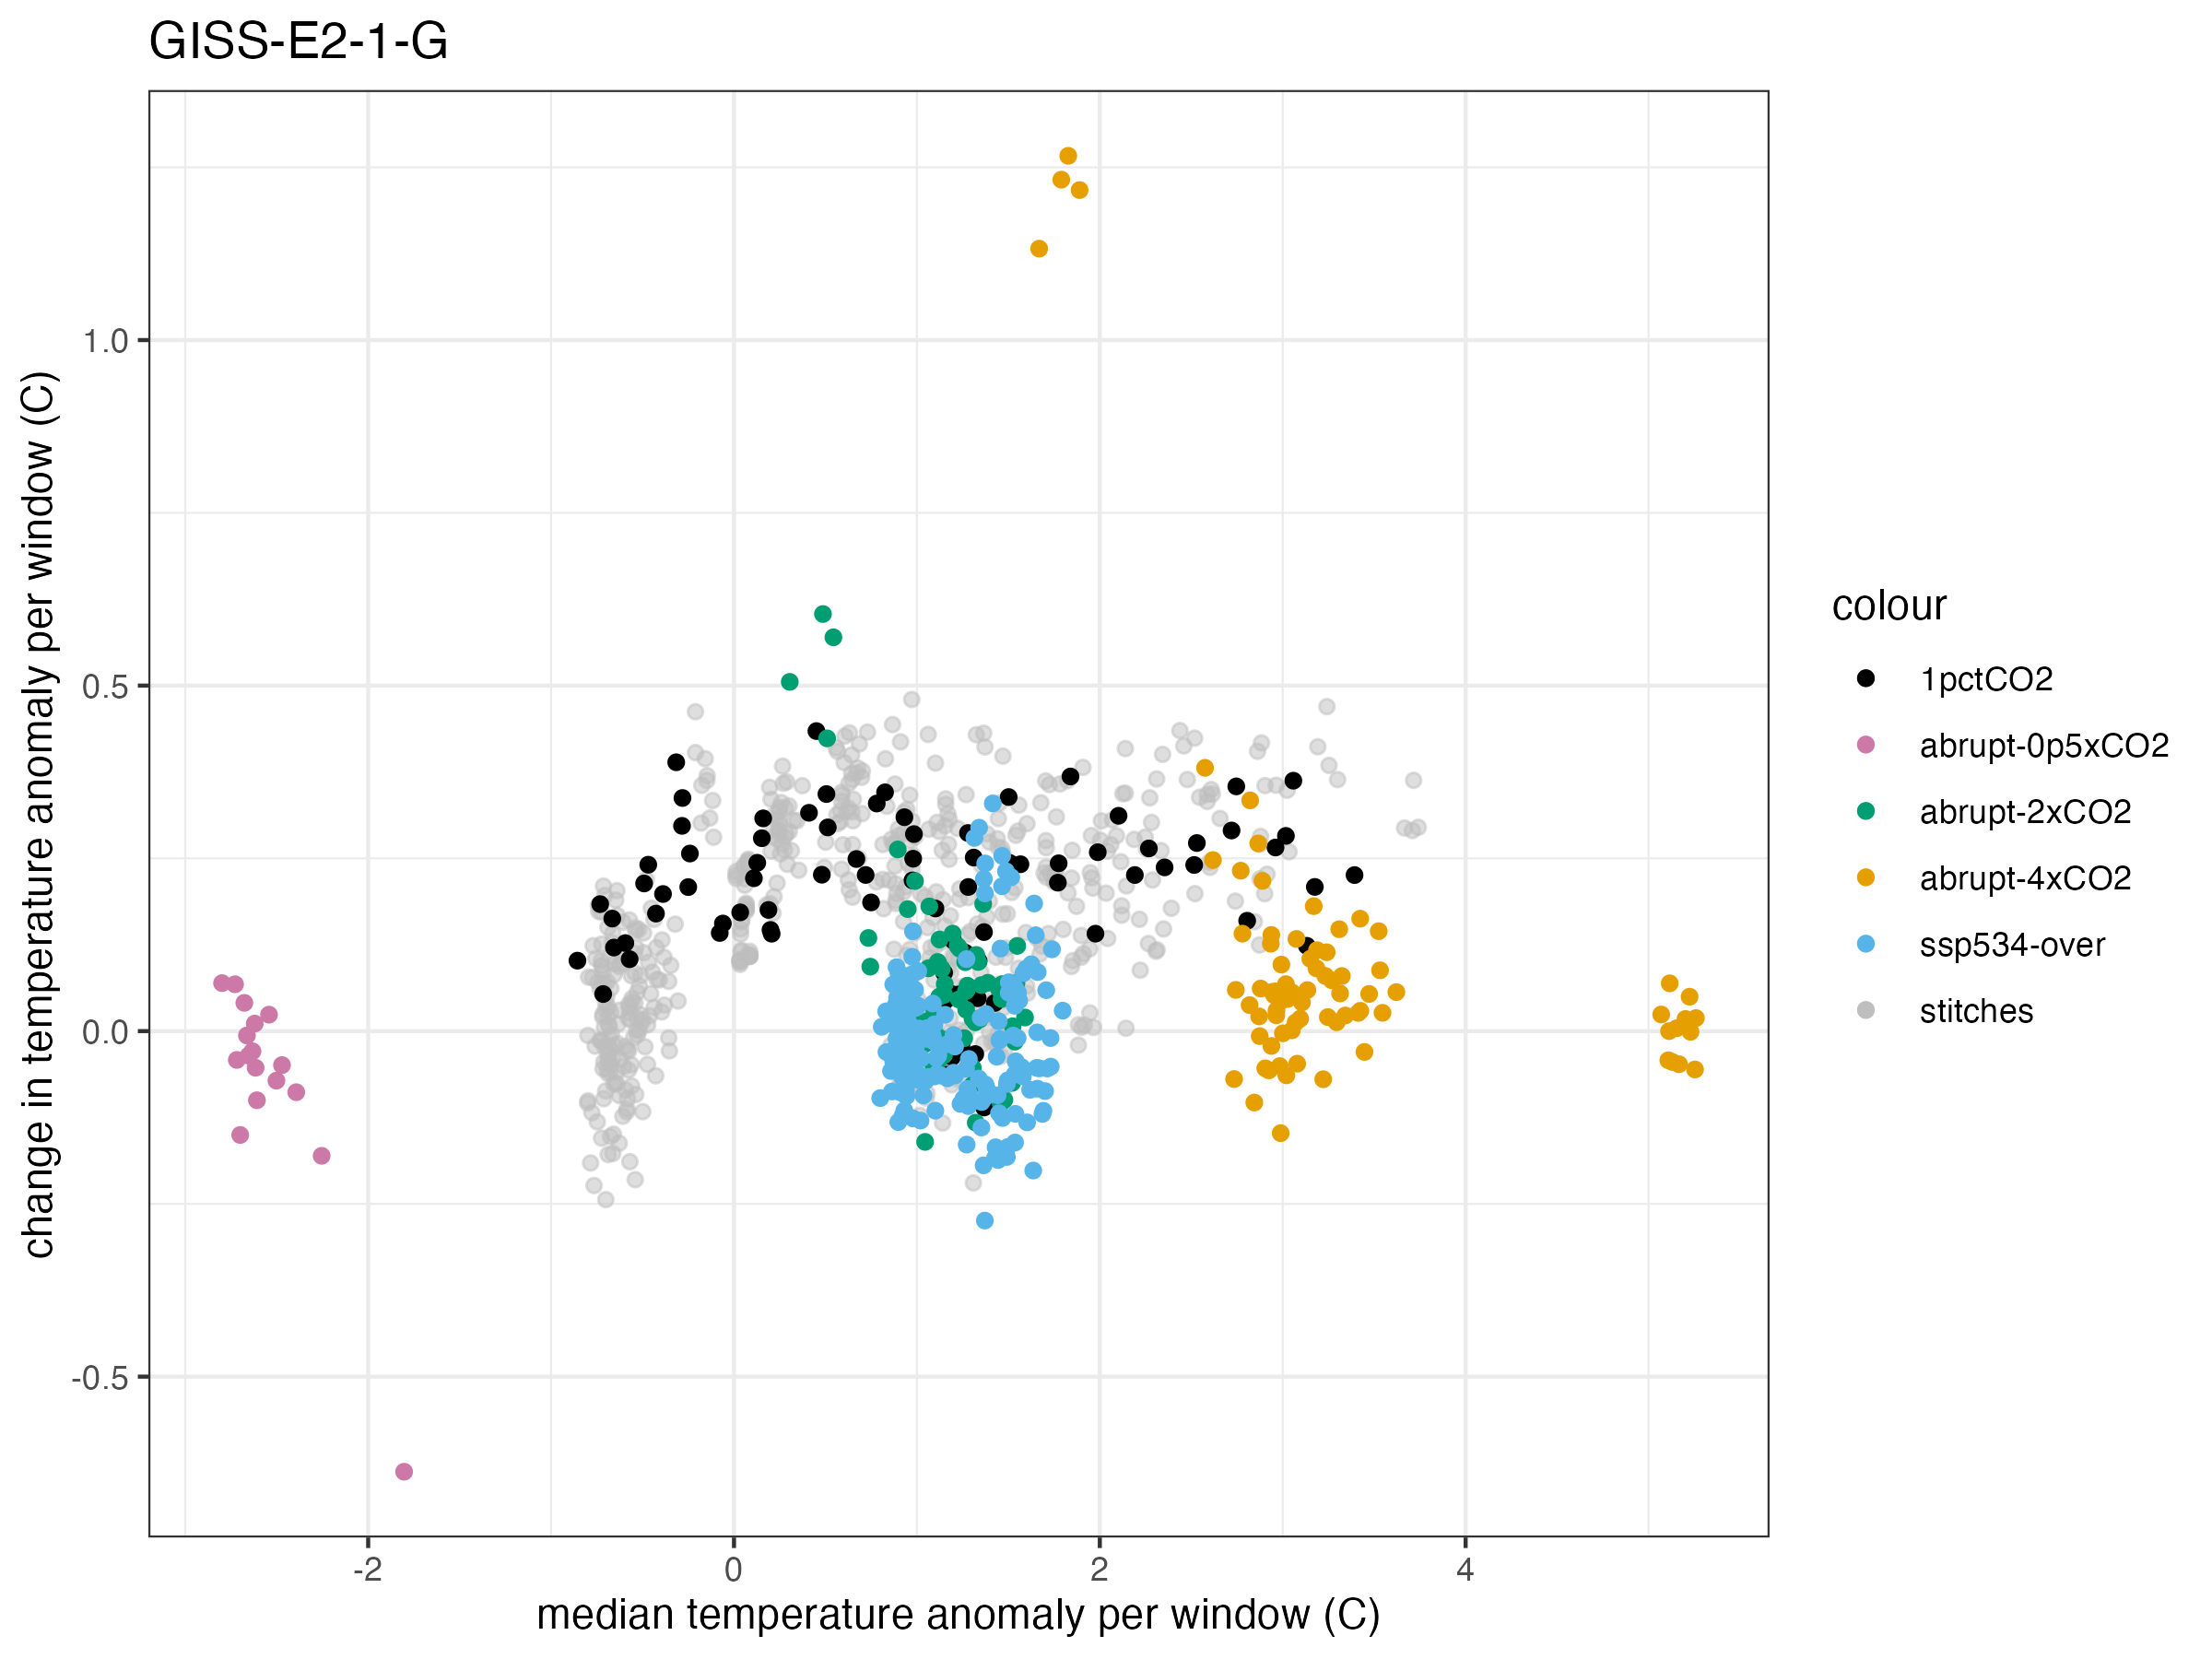 GISS-E2-1-G
change in temperature anomaly per window (C)
1.0
0.5
0.0
-0.5
-2
0
2
4
median temperature anomaly per window (C)
colour
1pctCO2
abrupt-0p5xCO2
abrupt-2xCO2
abrupt-4xCO2
ssp534-over
stitches